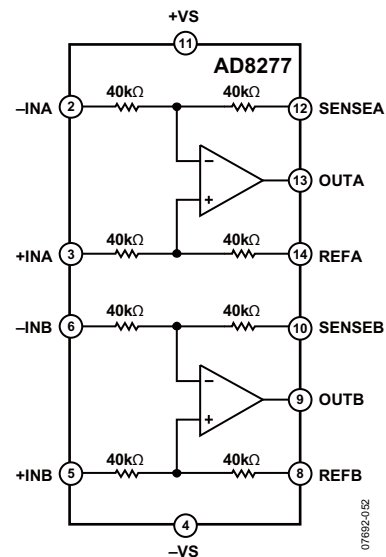 +VS
11
AD8277
40kΩ 40kΩ
–INA 2 12 SENSEA
–
13 OUTA
+
40kΩ 40kΩ
+INA 3 14 REFA
40kΩ 40kΩ
–INB 6 10 SENSEB
–
9 OUTB
+
40kΩ 40kΩ
+INB 5 8 REFB
4
–VS
07692-052